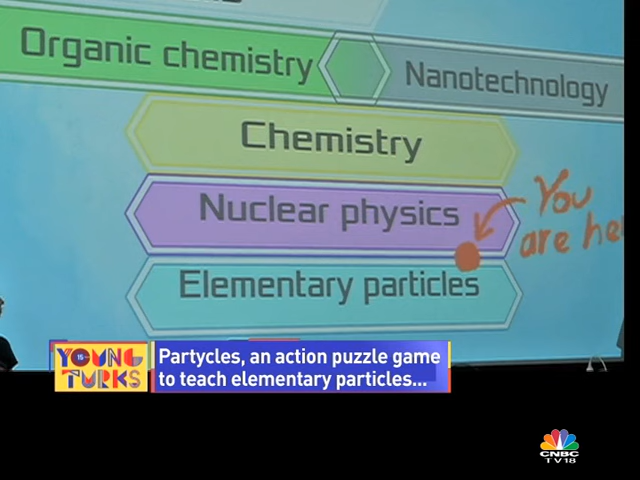 Organic chemistry
Nanotechnology
Chemistry
Nuclear physics
Elementary particles
You
are he
15
YOUNG
TURKS
Partycles, an action puzzle game
to teach elementary particles...
CNBC
TV18